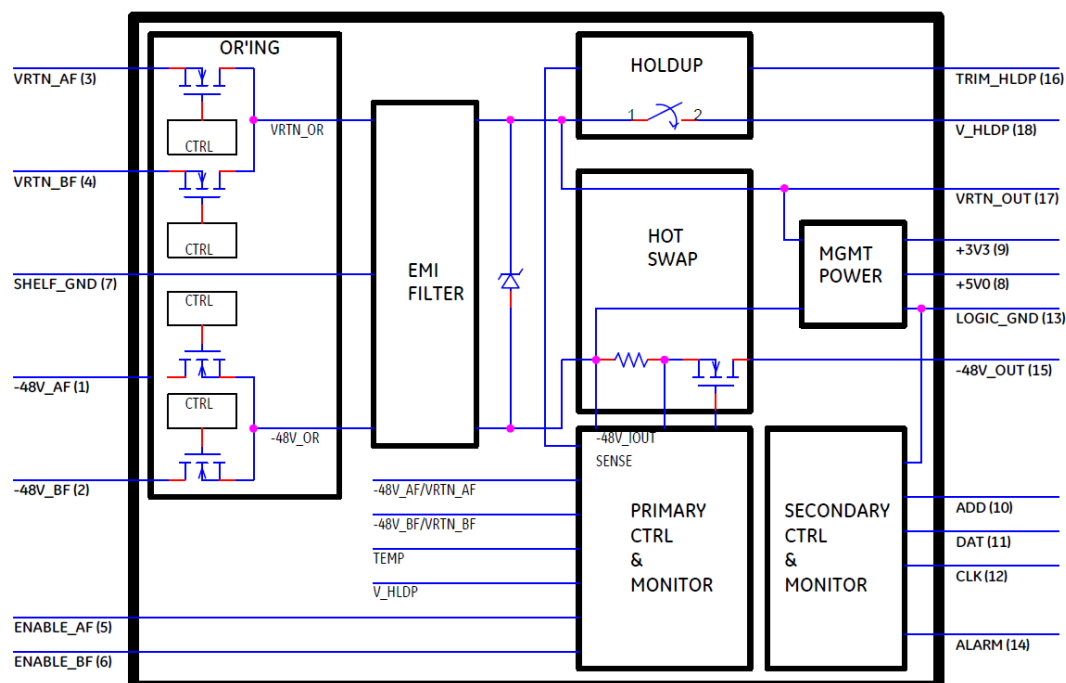 OR'ING
VRTN_AF (3)
CTRL
VRTN_OR
VRTN_BF (4)
CTRL
SHELF_GND (7)
CTRL
-48V_AF (1)
CTRL
-48V_OR
-48V_BF (2)
EMI
FILTER
HOLDUP
1
2
TRIM_HLDP (16)
V_HLDP (18)
HOT
SWAP
VRTN_OUT (17)
MGMT
POWER
+3V3 (9)
+5V0 (8)
LOGIC_GND (13)
-48V_OUT (15)
-48V_IOUT
SENSE
-48V_AF/VRTN_AF
-48V_BF/VRTN_BF
TEMP
V_HLDP
ENABLE_AF (5)
ENABLE_BF (6)
PRIMARY
CTRL
&
MONITOR
SECONDARY
CTRL
&
MONITOR
ADD (10)
DAT (11)
CLK (12)
ALARM (14)